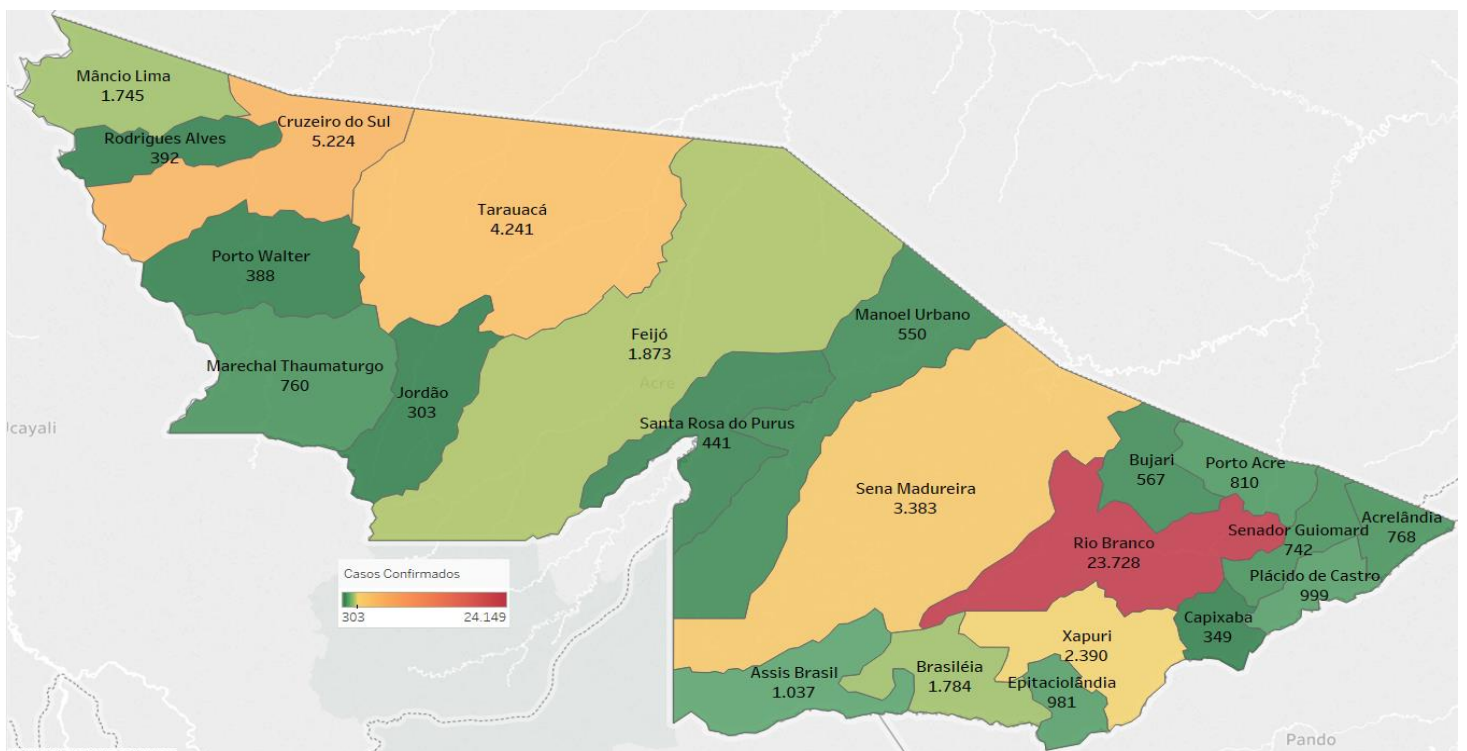 Mâncio Lima
1.745
Rodrigues Alves
392
Cruzeiro do Sul
5.224
Tarauacá
4.241
Porto Walter
388
Marechal Thaumaturgo
760
Jordão
303
Feijó
1.873
Acre
Manoel Urbano
550
Santa Rosa do Purus
441
Sena Madureira
3.383
Bujari
567
Porto Acre
810
Rio Branco
23.728
Senador Guiomard
742
Acrelândia
768
Plácido de Castro
999
Capixaba
349
Xapuri
2.390
Epitaciolândia
981
Brasiléia
1.784
Assis Brasil
1.037
Ucayali
Pando
Casos Confirmados
303
24.149